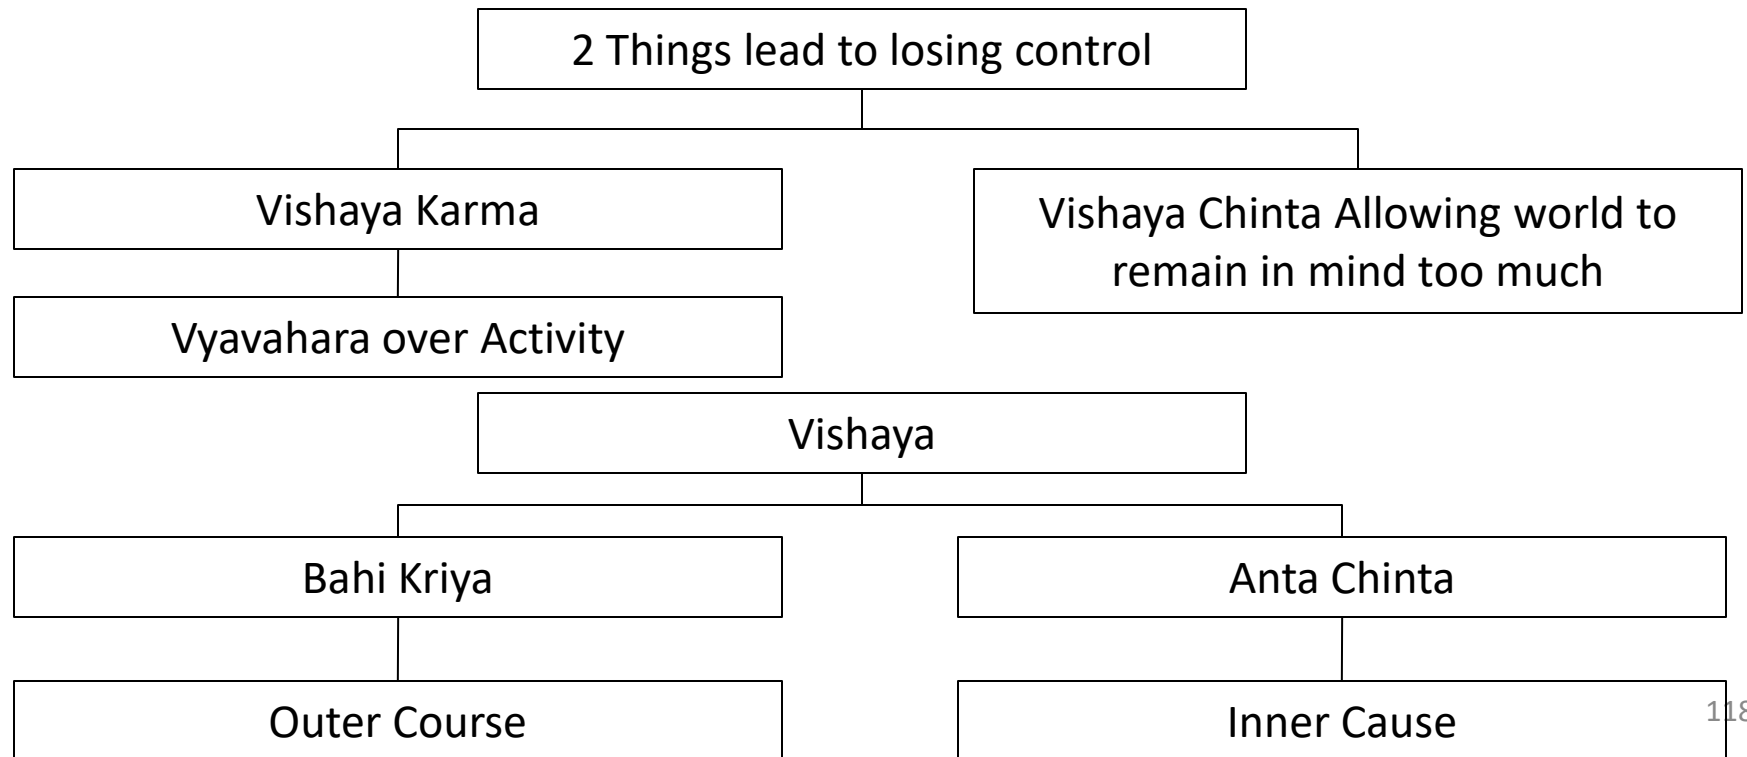 2 Things lead to losing control
Vishaya Karma
Vishaya Chinta Allowing world to
remain in mind too much
Vyavahara over Activity
Vishaya
Bahi Kriya
Anta Chinta
Outer Course
Inner Cause
118